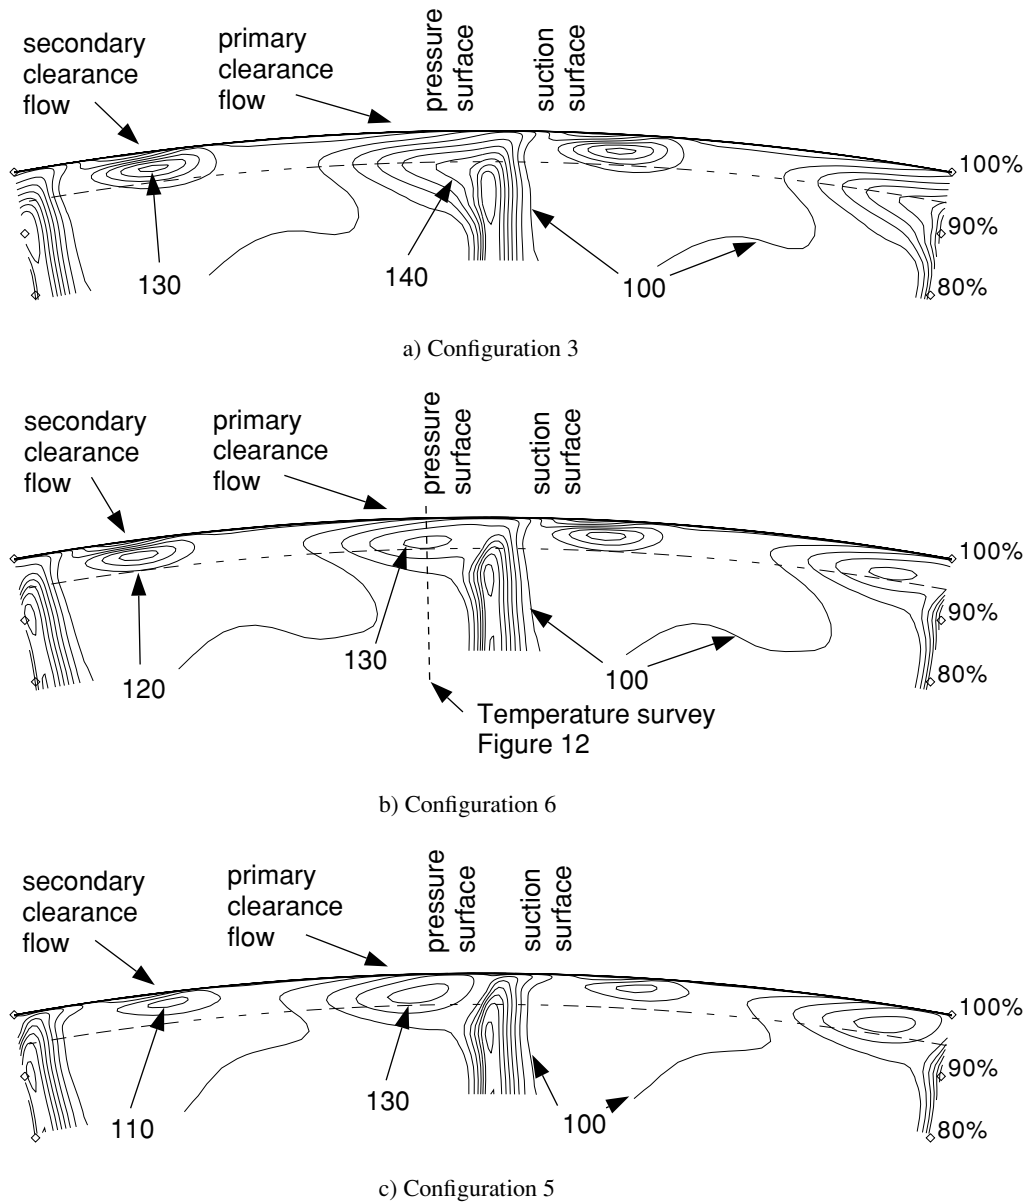 secondary
clearance
flow
primary
clearance
flow
pressure
surface
suction
surface
100%
90%
80%
130
140
100
a) Configuration 3
secondary
clearance
flow
primary
clearance
flow
pressure
surface
suction
surface
100%
90%
80%
120
130
100
Temperature survey
Figure 12
b) Configuration 6
secondary
clearance
flow
primary
clearance
flow
pressure
surface
suction
surface
100%
90%
80%
110
130
100
c) Configuration 5